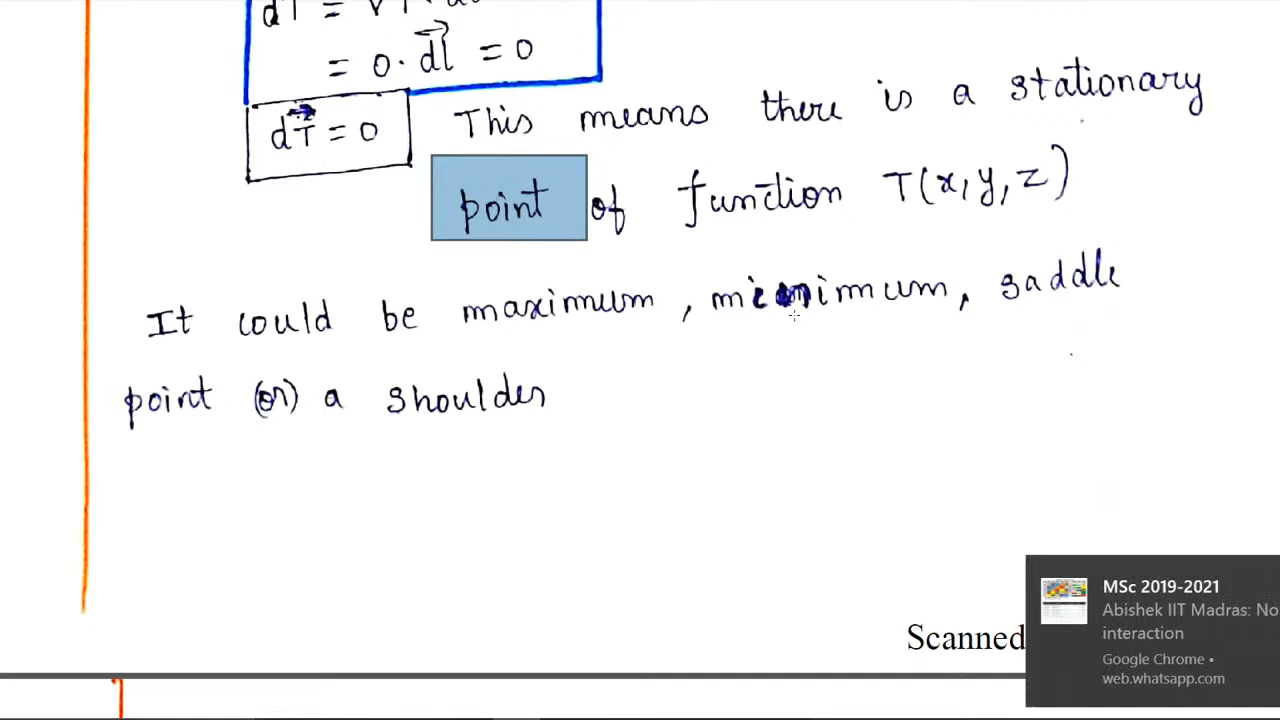 = 0 · dl = 0
dT = 0 This means there is a stationary
point of function T(x,y,z)
It could be maximum, minimum, saddle
point (or) a shoulder
MSc 2019-2021
Abishek IIT Madras: No
interaction
Scanned
Google Chrome •
web.whatsapp.com